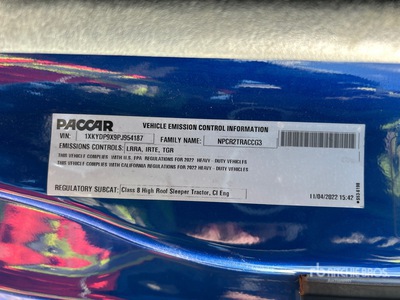 PACCAR VEHICLE EMISSION CONTROL INFORMATION
VIN: 1XKYDP9X9PJ954187 FAMILY NAME: NPCR2TRACCG3
EMISSIONS CONTROLS: LRRA, IRTE, TGR
THIS VEHICLE COMPLIES WITH U.S. EPA REGULATIONS FOR 2022 HEAVY - DUTY VEHICLES
THIS VEHICLE COMPLIES WITH CALIFORNIA REGULATIONS FOR 2022 HEAVY - DUTY VEHICLES
REGULATORY SUBCAT: Class 8 High Roof Sleeper Tractor, CI Eng
11/04/2022 15:42